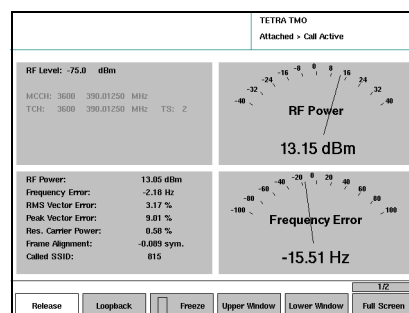 TETRA TMO
Attached > Call Active
RF Level: -75.0 dBm
MCCH: 3600 390.01250 MHz
TCH: 3600 390.01250 MHz TS: 2
-40 -32 -24 -16 -8 0 8 16 24 32 40
RF Power
13.15 dBm
RF Power: 13.05 dBm
Frequency Error: -2.18 Hz
RMS Vector Error: 3.17 %
Peak Vector Error: 9.01 %
Res. Carrier Power: 0.58 %
Frame Alignment: -0.089 sym.
Called SSID: 815
-100 -80 -60 -40 -20 0 20 40 60 80 100
Frequency Error
-15.51 Hz
1/2
Release Loopback Freeze Upper Window Lower Window Full Screen